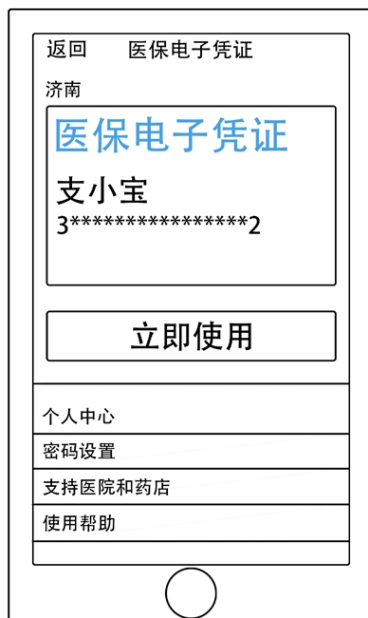 返回 医保电子凭证
济南
医保电子凭证
支小宝
3****************2
立即使用
个人中心
密码设置
支持医院和药店
使用帮助